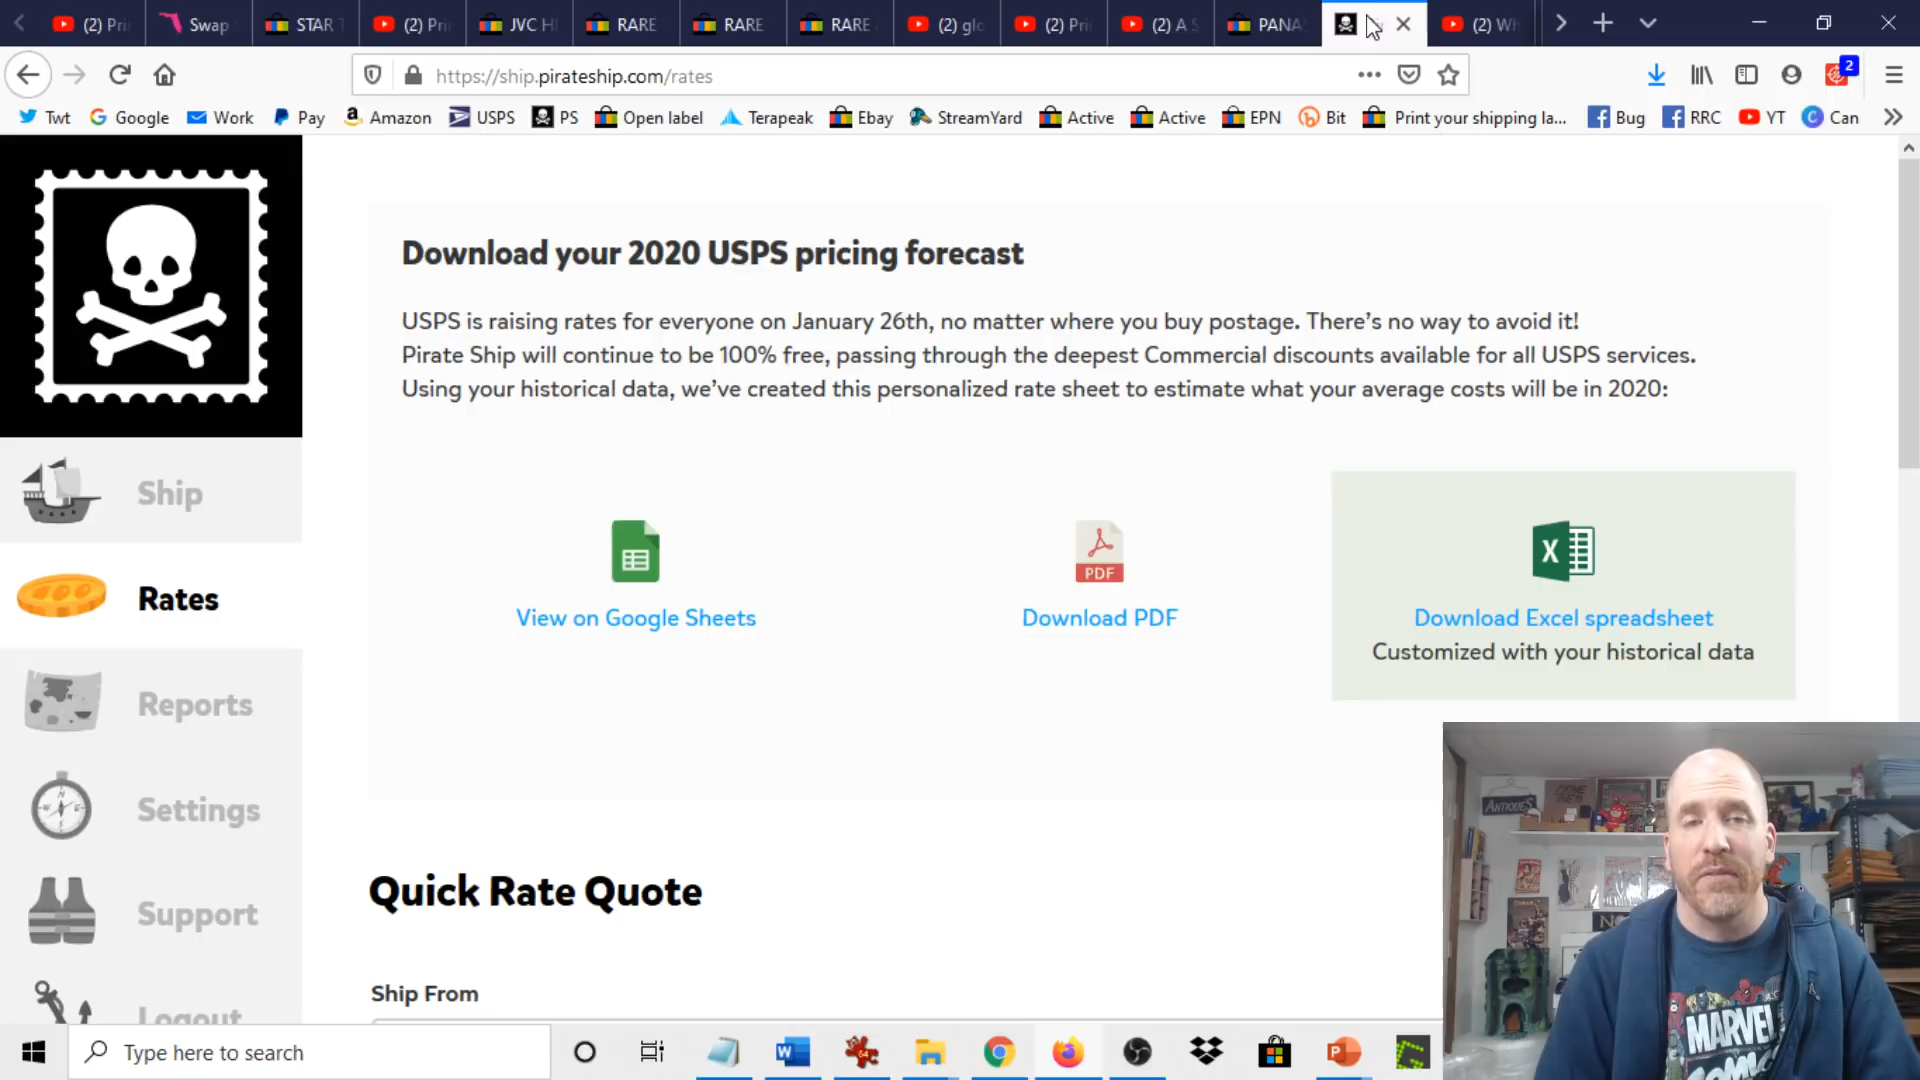 (2) Pri
Swap
STAR T
(2) Pri
JVC H
RARE
RARE
RARE
(2) glo
(2) Pri
(2) A S
PANA
(2) Wh
https://ship.pirateship.com/rates
2
Twt
Google
Work
Pay
Amazon
USPS
PS
Open label
Terapeak
Ebay
StreamYard
Active
Active
EPN
Bit
Print your shipping la...
Bug
RRC
YT
Can
Download your 2020 USPS pricing forecast
USPS is raising rates for everyone on January 26th, no matter where you buy postage. There's no way to avoid it!
Pirate Ship will continue to be 100% free, passing through the deepest Commercial discounts available for all USPS services.
Using your historical data, we've created this personalized rate sheet to estimate what your average costs will be in 2020:
Ship
Rates
Reports
Settings
Support
Logout
PDF
X
View on Google Sheets
Download PDF
Download Excel spreadsheet
Customized with your historical data
Quick Rate Quote
Ship From
ANTIQUES
MARVEL
COMICS
Type here to search